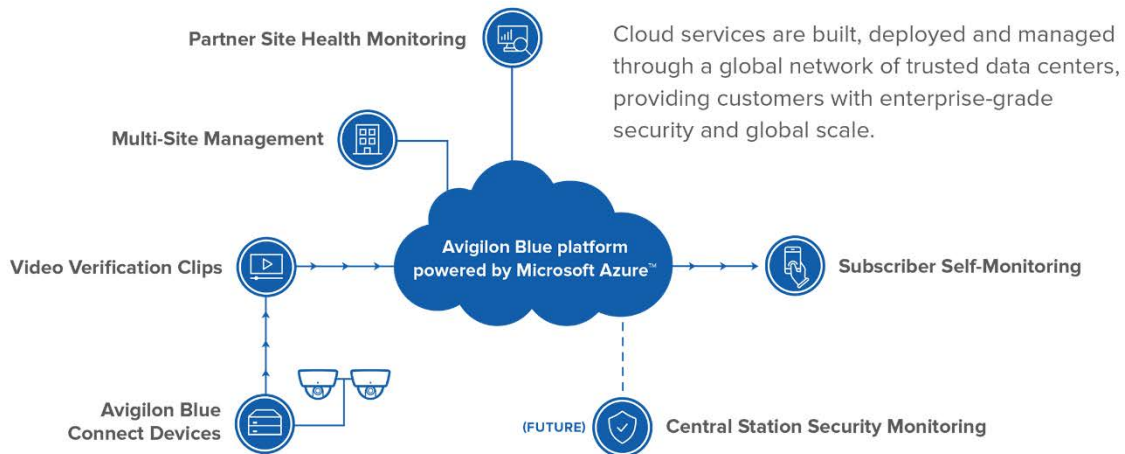 Partner Site Health Monitoring
Cloud services are built, deployed and managed
through a global network of trusted data centers,
providing customers with enterprise-grade
security and global scale.
Multi-Site Management
Avigilon Blue platform
powered by Microsoft Azure™
Video Verification Clips
Subscriber Self-Monitoring
Avigilon Blue
Connect Devices
(FUTURE)
Central Station Security Monitoring